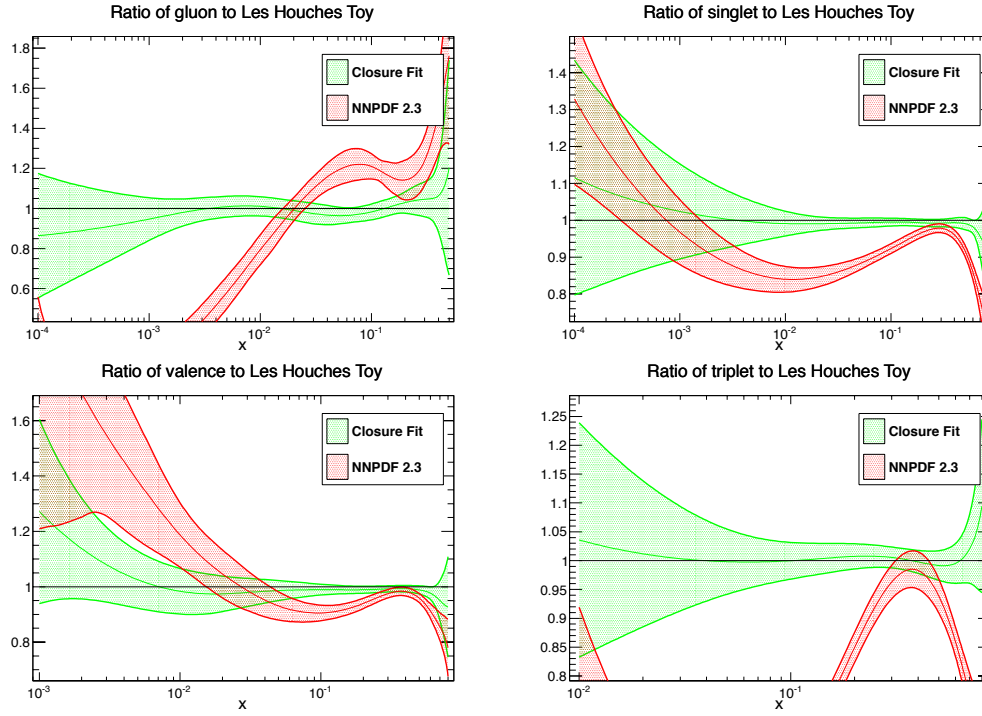 Ratio of gluon to Les Houches Toy
1.8
1.6
1.4
1.2
1
0.8
0.6
Closure Fit
NNPDF 2.3
10⁻⁴
10⁻³
10⁻²
10⁻¹
x
Ratio of singlet to Les Houches Toy
1.4
1.3
1.2
1.1
1
0.9
0.8
Closure Fit
NNPDF 2.3
10⁻⁴
10⁻³
10⁻²
10⁻¹
x
Ratio of valence to Les Houches Toy
1.6
1.4
1.2
1
0.8
Closure Fit
NNPDF 2.3
10⁻³
10⁻²
10⁻¹
x
Ratio of triplet to Les Houches Toy
1.25
1.2
1.15
1.1
1.05
1
0.95
0.9
0.85
0.8
Closure Fit
NNPDF 2.3
10⁻²
10⁻¹
x